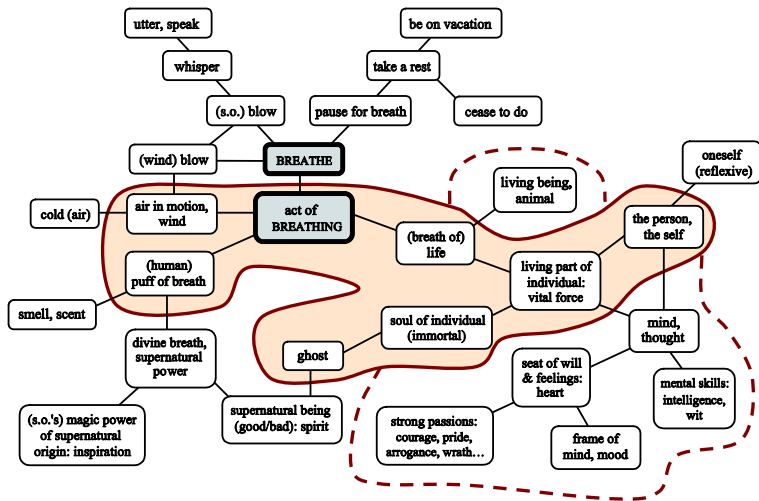 utter, speak
be on vacation
whisper
take a rest
(s.o.) blow
pause for breath
cease to do
(wind) blow
BREATHE
oneself
(reflexive)
living being,
animal
cold (air)
air in motion,
wind
act of
BREATHING
the person,
the self
(breath of)
life
(human)
puff of breath
living part of
individual:
vital force
smell, scent
soul of individual
(immortal)
mind,
thought
divine breath,
supernatural
power
ghost
seat of will
& feelings:
heart
mental skills:
intelligence,
wit
(s.o.'s) magic power
of supernatural
origin: inspiration
supernatural being
(good/bad): spirit
strong passions:
courage, pride,
arrogance, wrath...
frame of
mind, mood